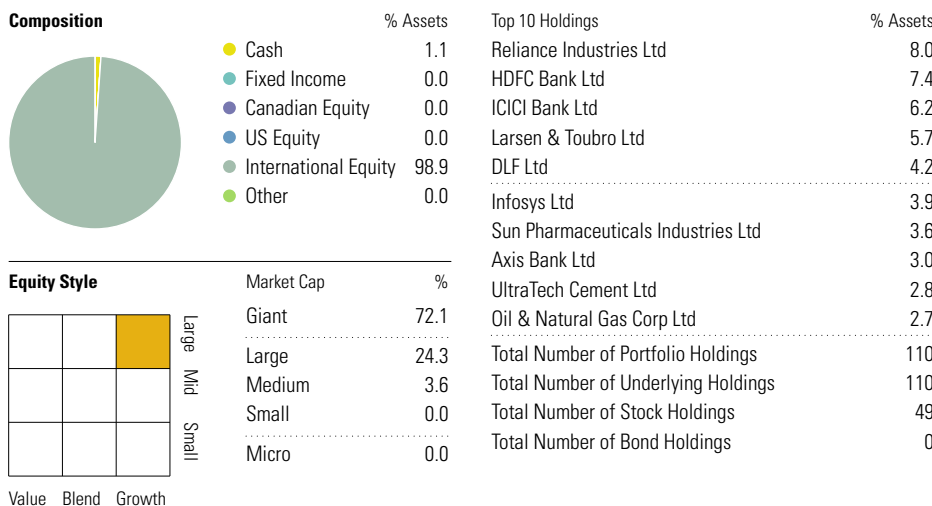 Composition % Assets
Cash 1.1
Fixed Income 0.0
Canadian Equity 0.0
US Equity 0.0
International Equity 98.9
Other 0.0
Equity Style
Large
Mid
Small
Value Blend Growth
Market Cap %
Giant 72.1
Large 24.3
Medium 3.6
Small 0.0
Micro 0.0
Top 10 Holdings % Assets
Reliance Industries Ltd 8.0
HDFC Bank Ltd 7.4
ICICI Bank Ltd 6.2
Larsen & Toubro Ltd 5.7
DLF Ltd 4.2
Infosys Ltd 3.9
Sun Pharmaceuticals Industries Ltd 3.6
Axis Bank Ltd 3.0
UltraTech Cement Ltd 2.8
Oil & Natural Gas Corp Ltd 2.7
Total Number of Portfolio Holdings 110
Total Number of Underlying Holdings 110
Total Number of Stock Holdings 49
Total Number of Bond Holdings 0